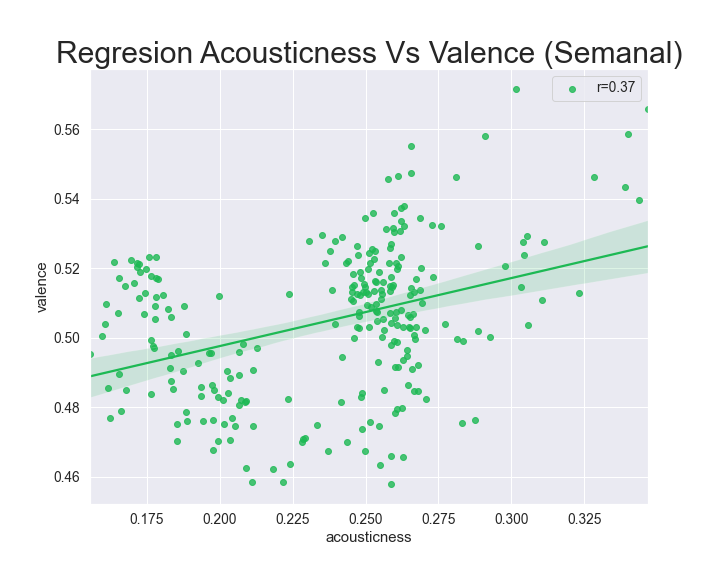 Regresion Acousticness Vs Valence (Semanal)
r=0.37
0.56
0.54
0.52
0.50
0.48
0.46
valence
0.175 0.200 0.225 0.250 0.275 0.300 0.325
acousticness